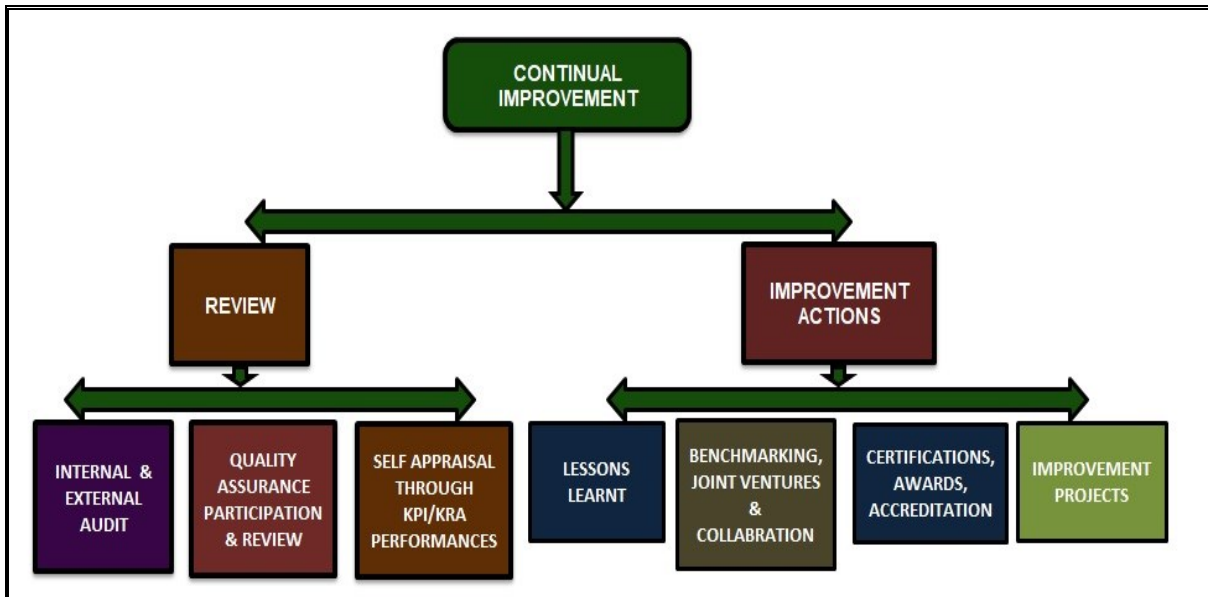 CONTINUAL
IMPROVEMENT
REVIEW
IMPROVEMENT
ACTIONS
INTERNAL & 
EXTERNAL
AUDIT
QUALITY
ASSURANCE
PARTICIPATION
& REVIEW
SELF APPRAISAL
THROUGH
KPI/KRA
PERFORMANCES
LESSONS
LEARNT
BENCHMARKING,
JOINT VENTURES
&
COLLABRATION
CERTIFICATIONS,
AWARDS,
ACCREDITATION
IMPROVEMENT
PROJECTS